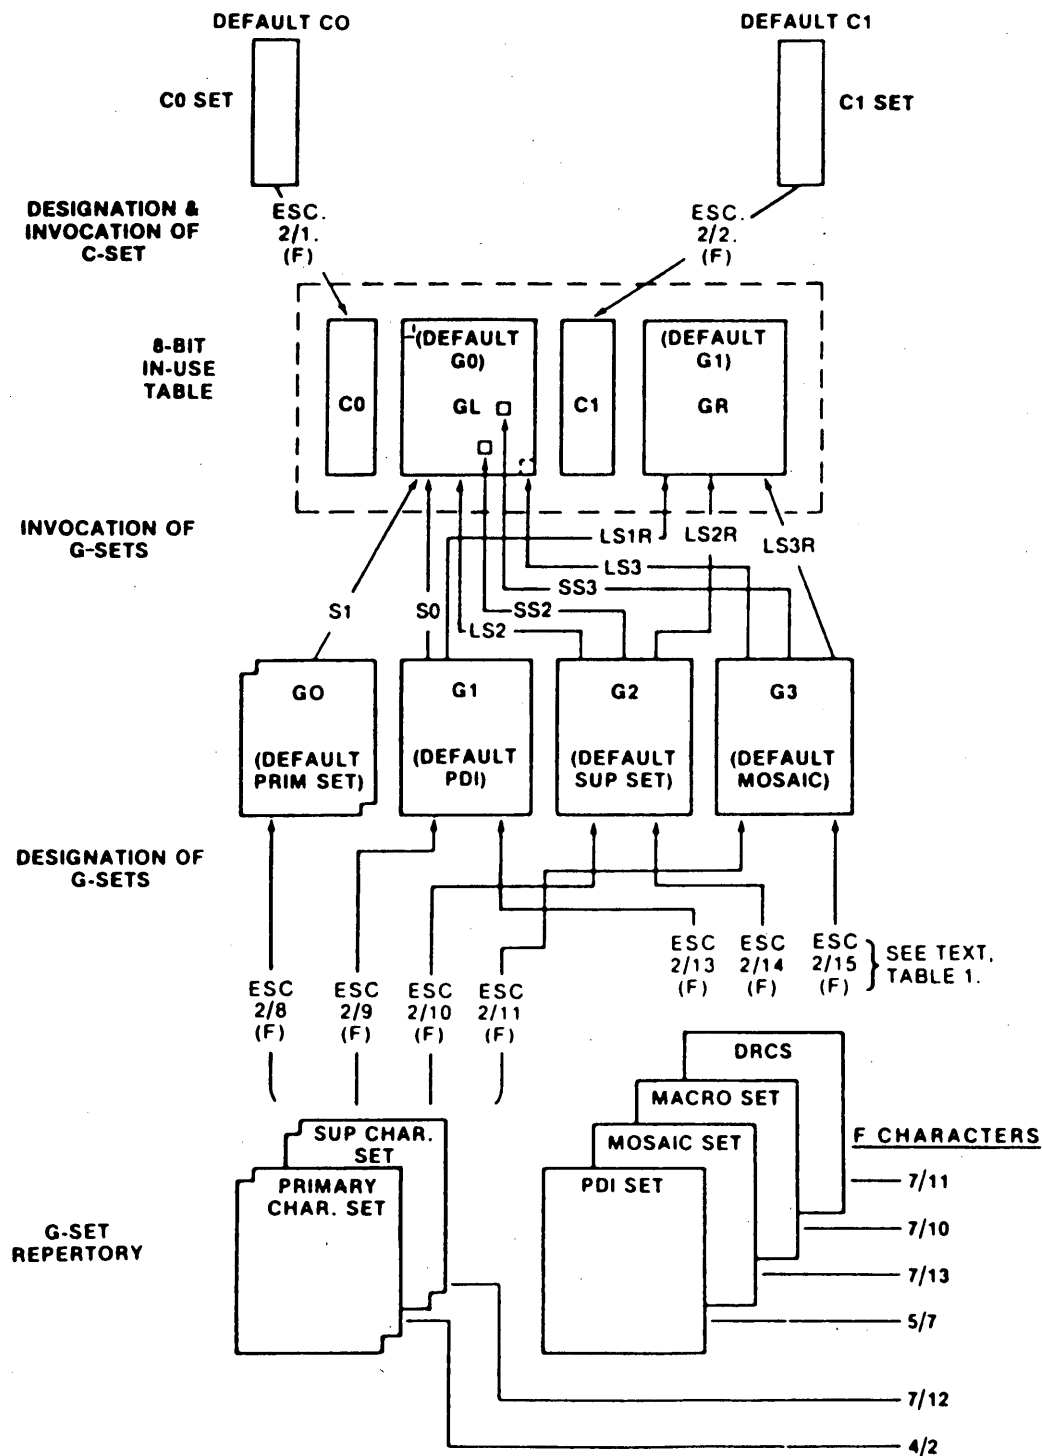 DEFAULT C0
DEFAULT C1
C0 SET
C1 SET
DESIGNATION &
INVOCATION OF
C-SET
ESC.
2/1.
(F)
ESC.
2/2.
(F)
8-BIT
IN-USE
TABLE
C0
(DEFAULT
G0)
GL
C1
(DEFAULT
G1)
GR
INVOCATION OF
G-SETS
LS1R
LS2R
LS3R
LS3
SS3
S1
S0
SS2
LS2
G0
(DEFAULT
PRIM SET)
G1
(DEFAULT
PDI)
G2
(DEFAULT
SUP SET)
G3
(DEFAULT
MOSAIC)
DESIGNATION OF
G-SETS
ESC
2/13
(F)
ESC
2/14
(F)
ESC
2/15
(F)
SEE TEXT,
TABLE 1.
ESC
2/8
(F)
ESC
2/9
(F)
ESC
2/10
(F)
ESC
2/11
(F)
DRCS
MACRO SET
MOSAIC SET
PDI SET
SUP CHAR.
SET
PRIMARY
CHAR. SET
F CHARACTERS
G-SET
REPERTORY
7/11
7/10
7/13
5/7
7/12
4/2